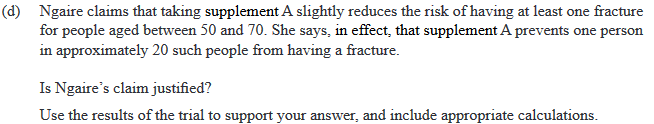 (d) Ngaire claims that taking supplement A slightly reduces the risk of having at least one fracture
for people aged between 50 and 70. She says, in effect, that supplement A prevents one person
in approximately 20 such people from having a fracture.
Is Ngaire's claim justified?
Use the results of the trial to support your answer, and include appropriate calculations.